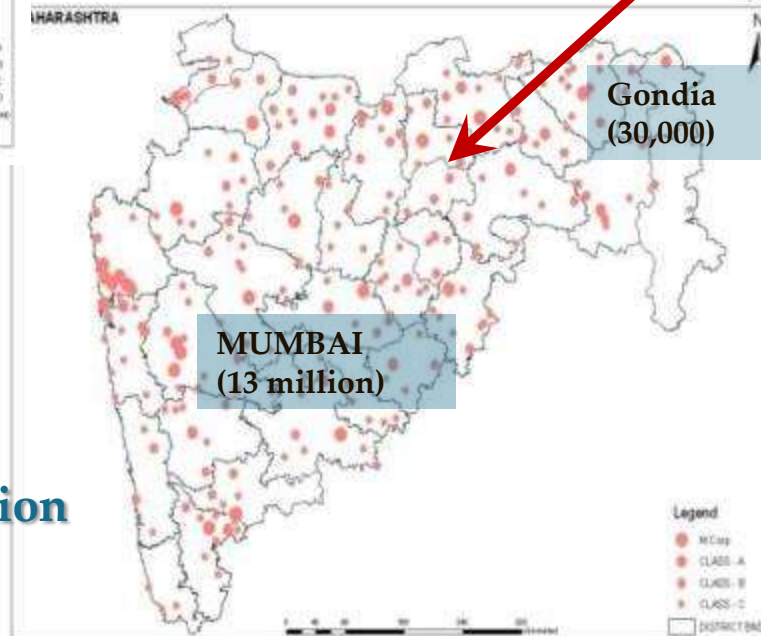 AHARASHTRA
N
Gondia
(30,000)
MUMBAI
(13 million)
ion
Legend
M.Corp
CLASS - A
CLASS - B
CLASS - C